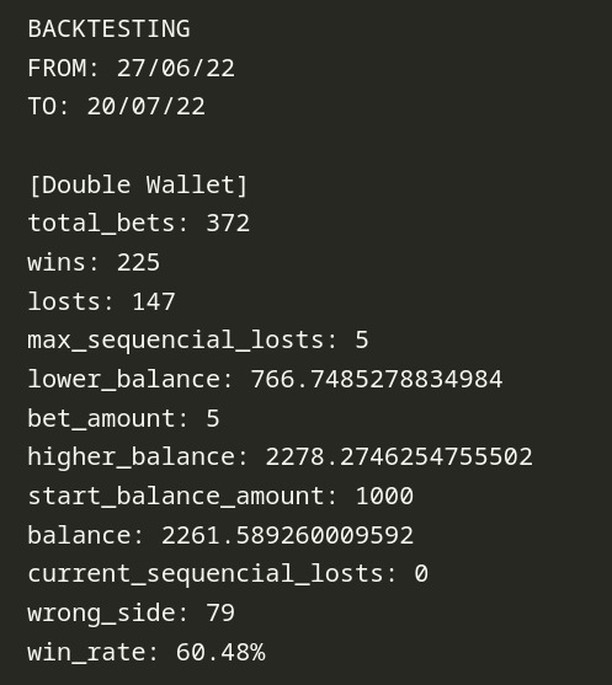 BACKTESTING
FROM: 27/06/22
TO: 20/07/22
[Double Wallet]
total_bets: 372
wins: 225
losts: 147
max_sequencial_losts: 5
lower_balance: 766.7485278834984
bet_amount: 5
higher_balance: 2278.2746254755502
start_balance_amount: 1000
balance: 2261.589260009592
current_sequencial_losts: 0
wrong_side: 79
win_rate: 60.48%